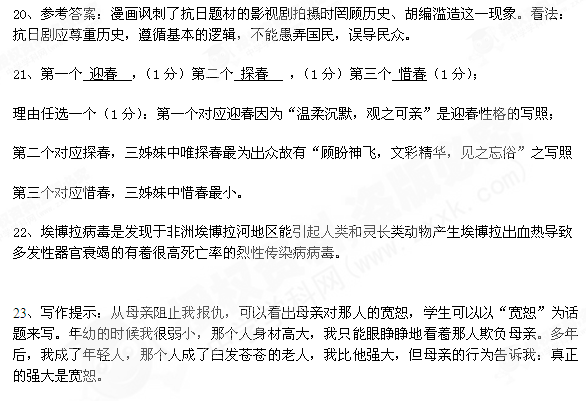 20、参考答案：漫画讽刺了抗日题材的影视剧拍摄时罔顾历史、胡编滥造这一现象。看法：
抗日剧应尊重历史，遵循基本的逻辑，不能愚弄国民，误导民众。
21、第一个 迎春 ，（1 分）第二个 探春 ，（1 分）第三个 惜春（1 分）；
理由任选一个（1 分）：第一个对应迎春因为“温柔沉默，观之可亲”是迎春性格的写照；
第二个对应探春，三姊妹中唯探春最为出众故有“顾盼神飞，文彩精华，见之忘俗”之写照
第三个对应惜春，三姊妹中惜春最小。
22、埃博拉病毒是发现于非洲埃博拉河地区能引起人类和灵长类动物产生埃博拉出血热导致
多发性器官衰竭的有着很高死亡率的烈性传染病病毒。
23、写作提示：从母亲阻止我报仇，可以看出母亲对那人的宽恕，学生可以以“宽恕”为话
题来写。年幼的时候我很弱小，那个人身材高大，我只能眼睁睁地看着那人欺负母亲。多年
后，我成了年轻人，那个人成了白发苍苍的老人，我比他强大，但母亲的行为告诉我：真正
的强大是宽恕。